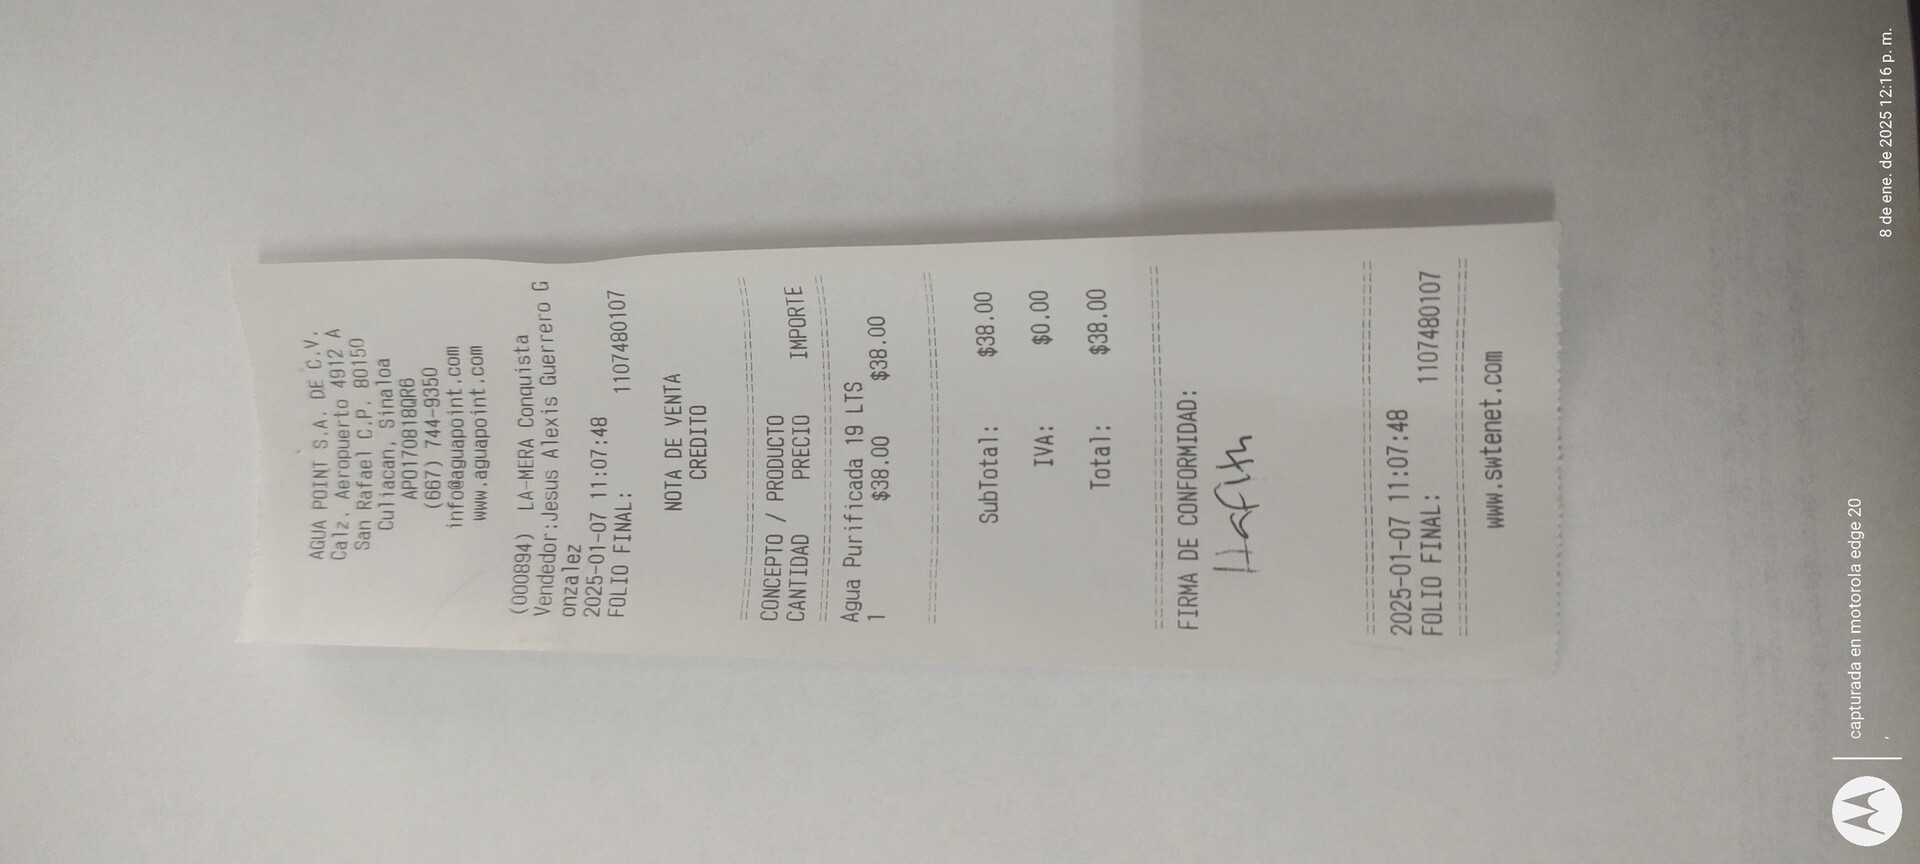 AGUA POINT S.A. DE C.V.
Calz. Aeropuerto 4912 A
San Rafael C.P. 80150
Culiacan, Sinaloa
APO170818QR6
(667) 744-9350
info@aguapoint.com
www.aguapoint.com
(000894) LA-MERA Conquista
Vendedor:Jesus Alexis Guerrero G
onzalez
2025-01-07 11:07:48
FOLIO FINAL: 1107480107
NOTA DE VENTA
CREDITO
==============================
CONCEPTO / PRODUCTO
CANTIDAD PRECIO IMPORTE
==============================
Agua Purificada 19 LTS
1 $38.00 $38.00
==============================
SubTotal: $38.00
IVA: $0.00
Total: $38.00
==============================
FIRMA DE CONFORMIDAD:
==============================
2025-01-07 11:07:48
FOLIO FINAL: 1107480107
==============================
www.swtenet.com
capturada en motorola edge 20
8 de ene. de 2025 12:16 p. m.